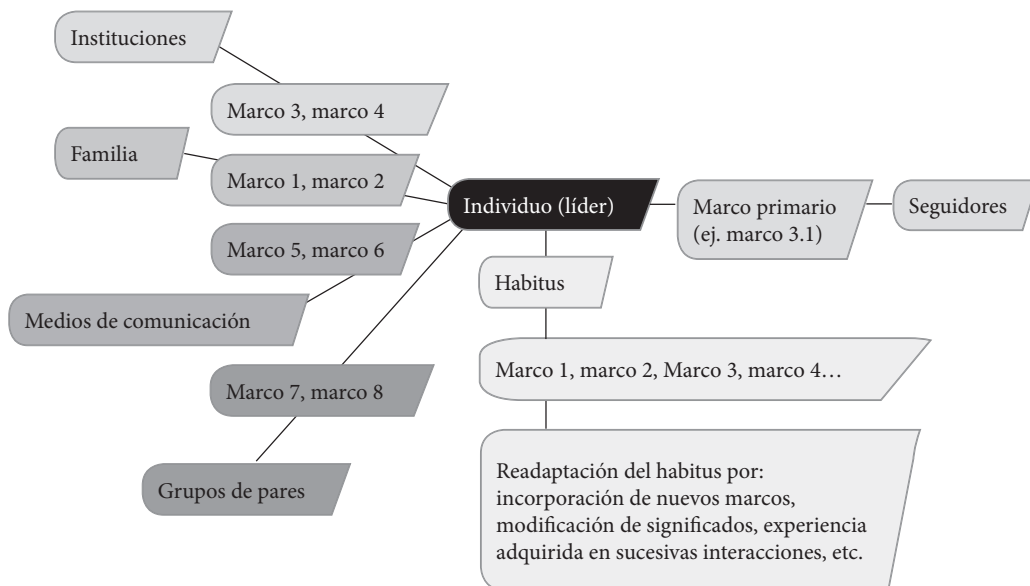 Instituciones
Marco 3, marco 4
Familia
Marco 1, marco 2
Marco 5, marco 6
Medios de comunicación
Marco 7, marco 8
Grupos de pares
Individuo (líder)
Marco primario
(ej. marco 3.1)
Seguidores
Habitus
Marco 1, marco 2, Marco 3, marco 4…
Readaptación del habitus por:
incorporación de nuevos marcos,
modificación de significados, experiencia
adquirida en sucesivas interacciones, etc.